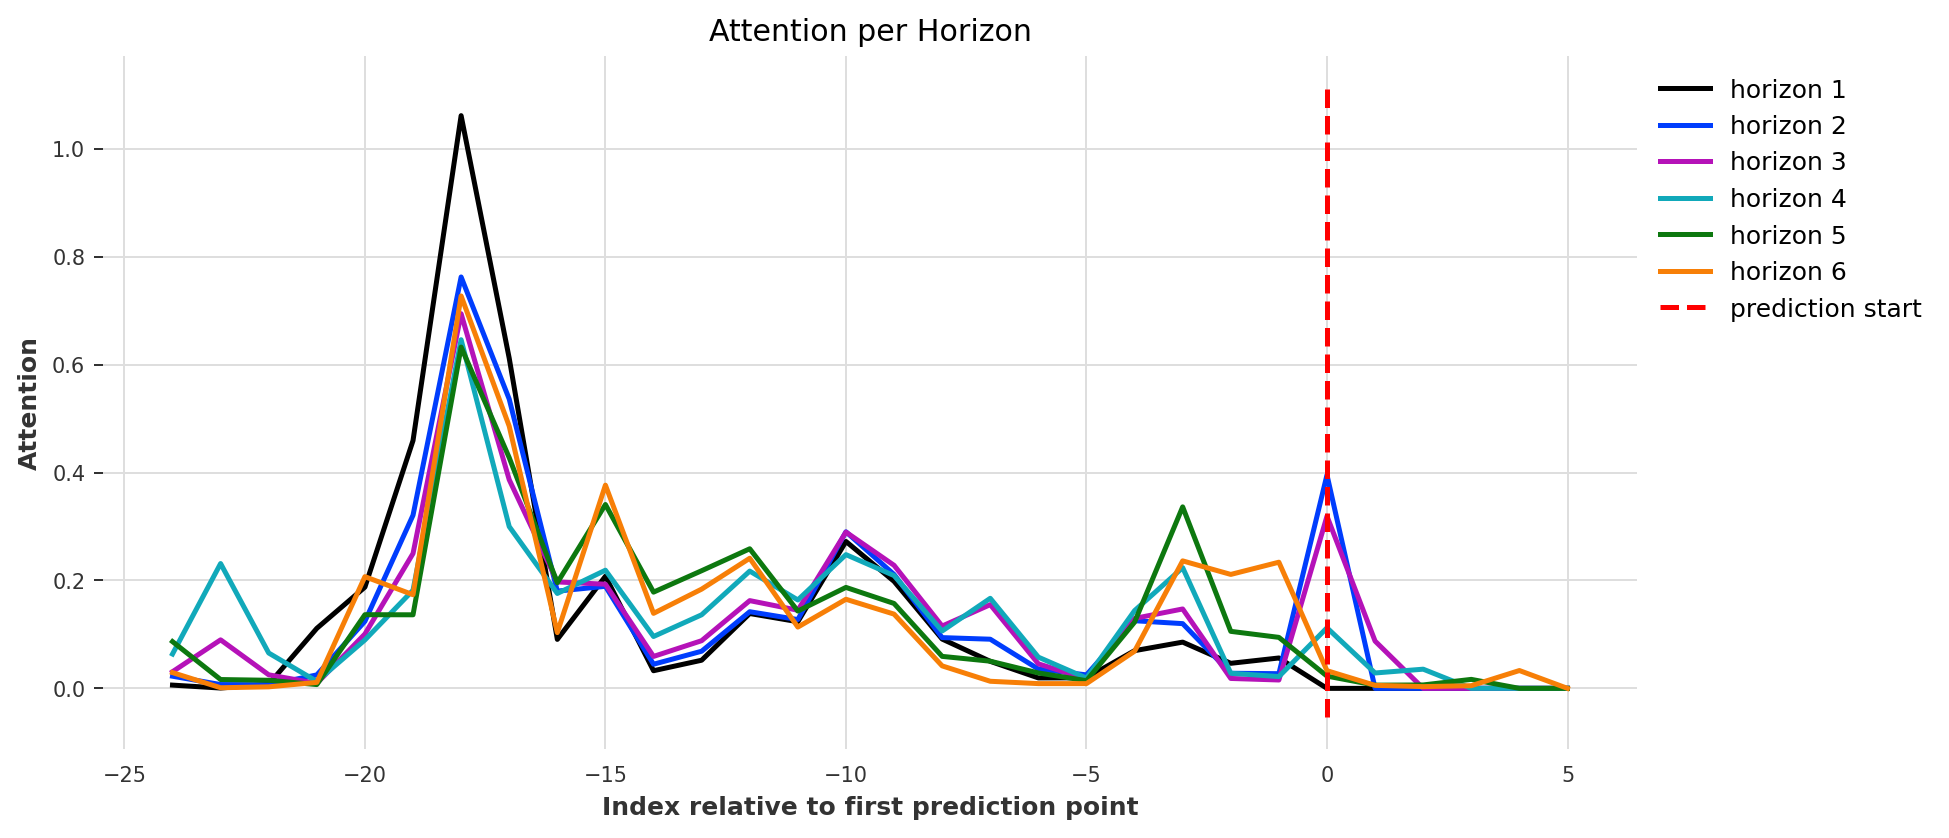 Attention per Horizon
horizon 1
horizon 2
horizon 3
horizon 4
horizon 5
horizon 6
prediction start
Attention
1.0
0.8
0.6
0.4
0.2
0.0
−25
−20
−15
−10
−5
0
5
Index relative to first prediction point